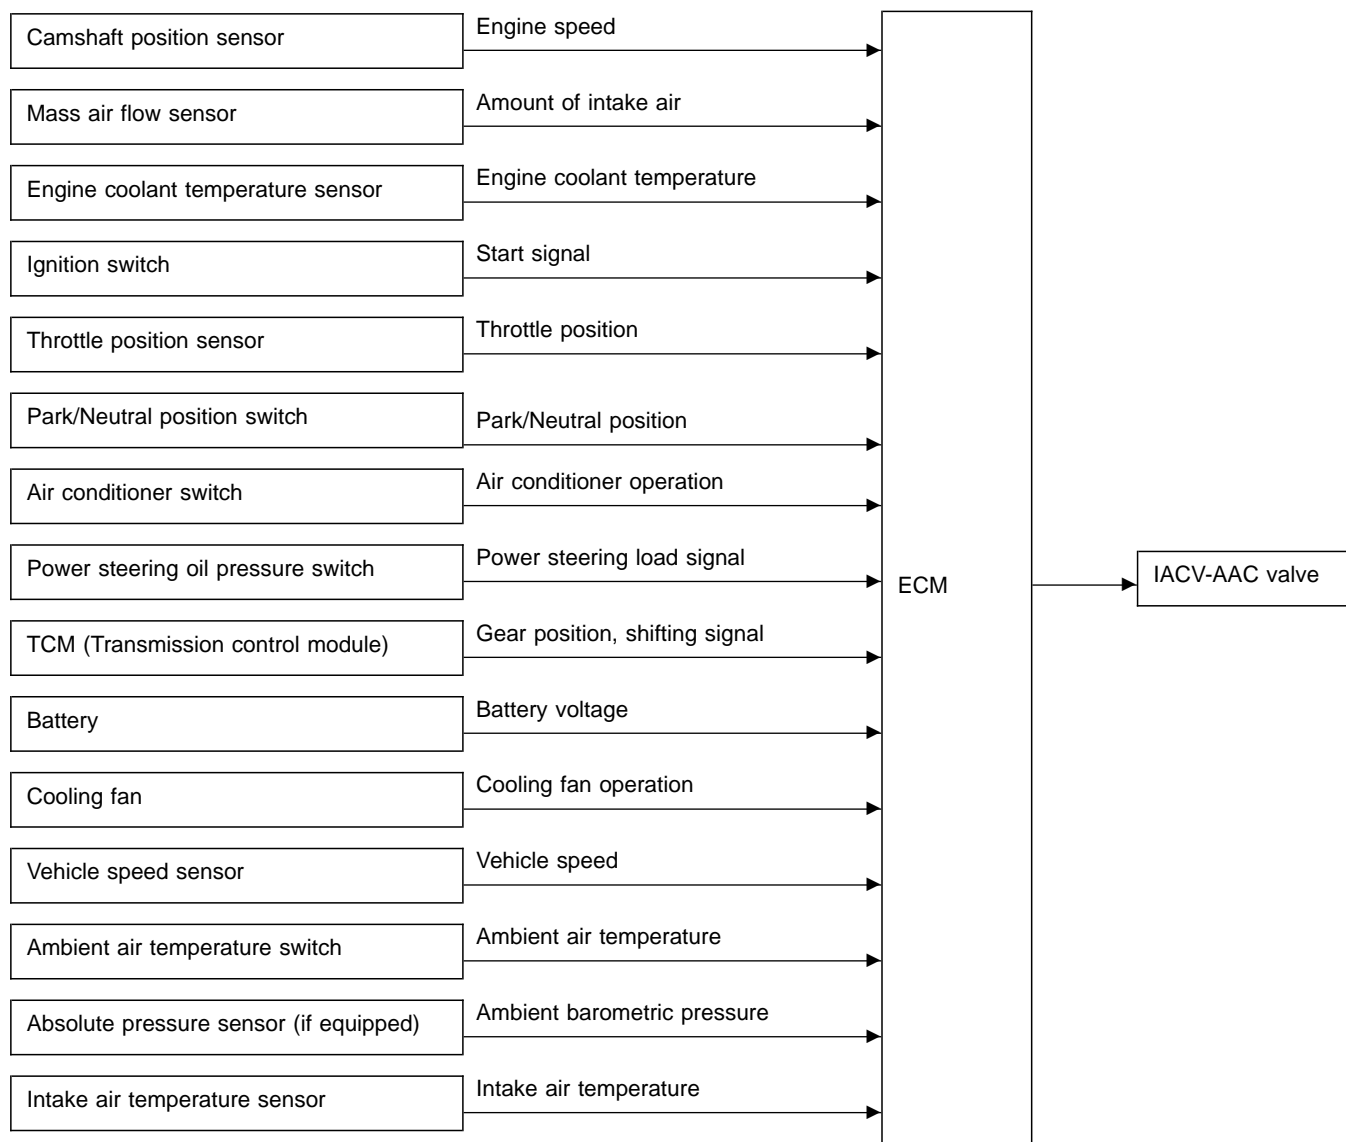 Camshaft position sensor
Engine speed
Mass air flow sensor
Amount of intake air
Engine coolant temperature sensor
Engine coolant temperature
Ignition switch
Start signal
Throttle position sensor
Throttle position
Park/Neutral position switch
Park/Neutral position
Air conditioner switch
Air conditioner operation
Power steering oil pressure switch
Power steering load signal
ECM
IACV-AAC valve
TCM (Transmission control module)
Gear position, shifting signal
Battery
Battery voltage
Cooling fan
Cooling fan operation
Vehicle speed sensor
Vehicle speed
Ambient air temperature switch
Ambient air temperature
Absolute pressure sensor (if equipped)
Ambient barometric pressure
Intake air temperature sensor
Intake air temperature